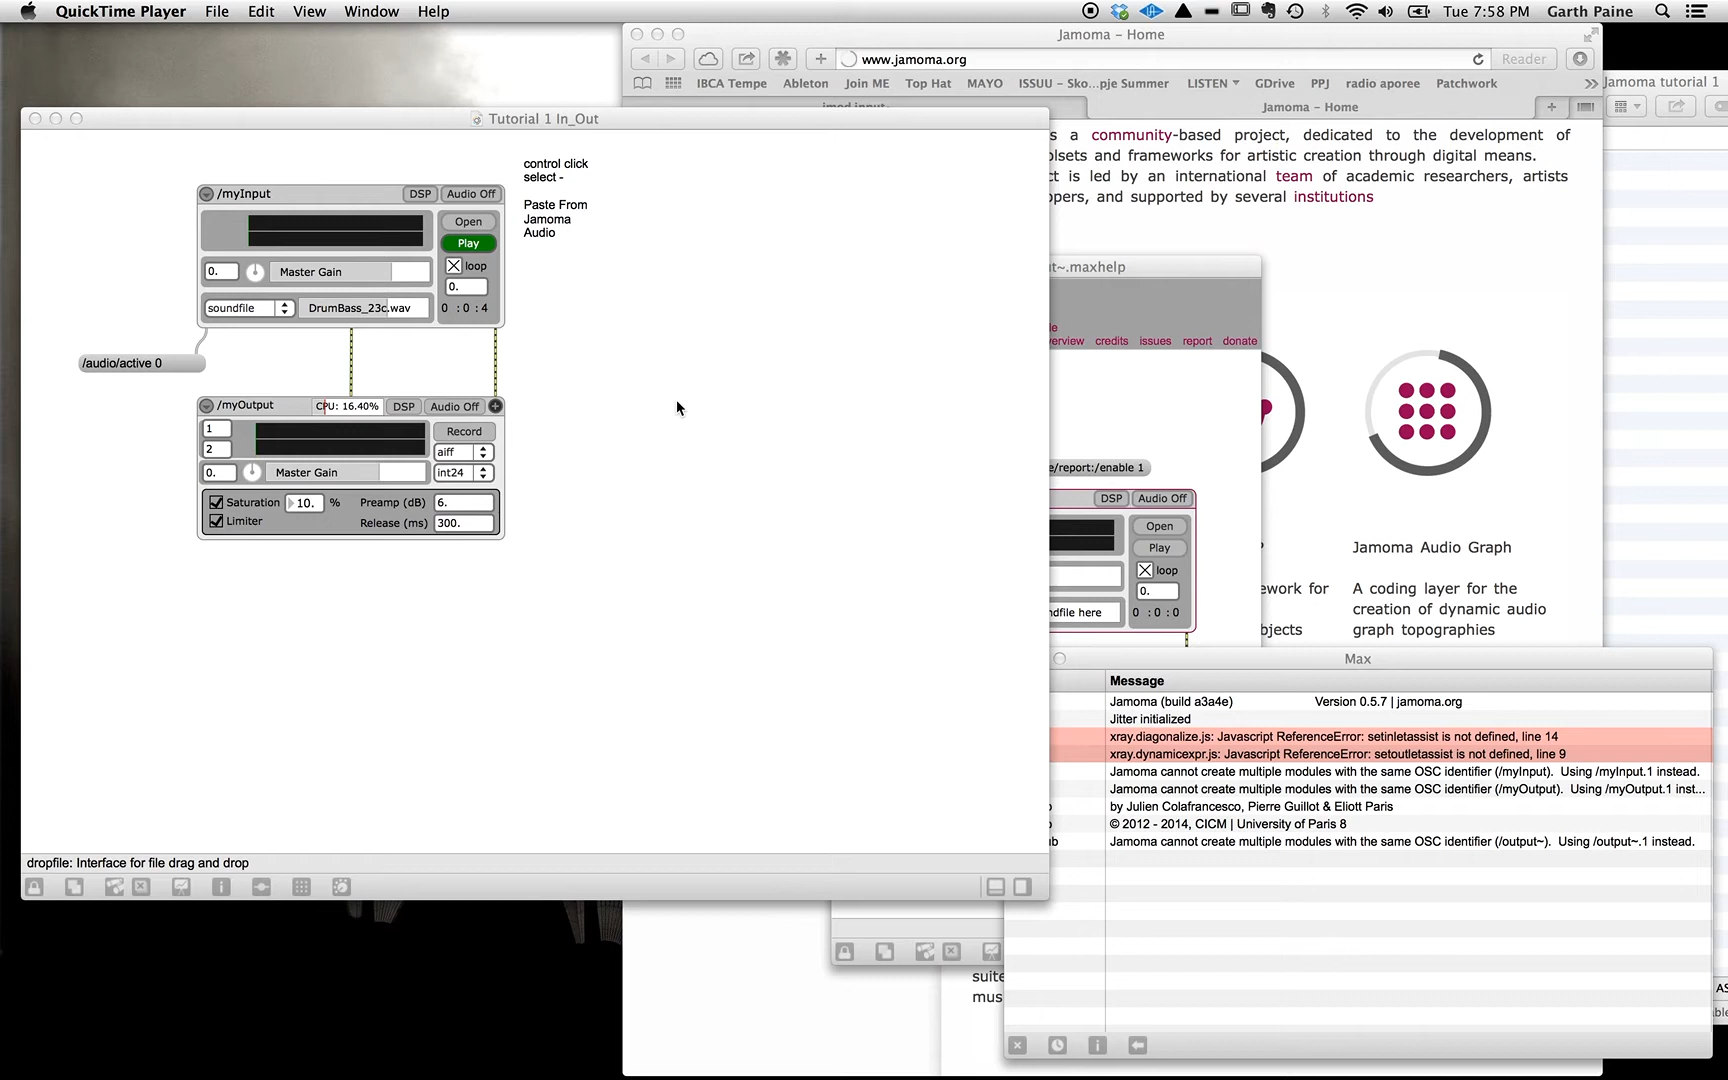 QuickTime Player File Edit View Window Help Tue 7:58 PM Garth Paine
Jamoma – Home
www.jamoma.org Reader
IBCA Tempe Ableton Join ME Top Hat MAYO ISSUU – Sko...pje Summer LISTEN GDrive PPJ radio aporee Patchwork
Jamoma – Home
Jamoma tutorial 1
community-based project, dedicated to the development of
and frameworks for artistic creation through digital means.
is led by an international team of academic researchers, artists
and supported by several institutions
Tutorial 1 In_Out
control click
select -
Paste From
Jamoma
Audio
/myInput DSP Audio Off
Open
Play
loop
0. Master Gain
0.
soundfile DrumBass_23c.wav 0 : 0 : 4
/audio/active 0
/myOutput CPU: 16.40% DSP Audio Off
1 Record
2 aiff
0. Master Gain int24
Saturation 10. % Preamp (dB) 6.
Limiter Release (ms) 300.
dropfile: Interface for file drag and drop
t~.maxhelp
verview credits issues report donate
e/report:/enable 1
DSP Audio Off
Open
Play
loop
0.
ndfile here 0 : 0 : 0
Jamoma Audio Graph
A coding layer for the
creation of dynamic audio
graph topographies
ework for
bjects
Max
Message
Jamoma (build a3a4e) Version 0.5.7 | jamoma.org
Jitter initialized
xray.diagonalize.js: Javascript ReferenceError: setinletassist is not defined, line 14
xray.dynamicexpr.js: Javascript ReferenceError: setoutletassist is not defined, line 9
Jamoma cannot create multiple modules with the same OSC identifier (/myInput). Using /myInput.1 instead.
Jamoma cannot create multiple modules with the same OSC identifier (/myOutput). Using /myOutput.1 inst...
by Julien Colafrancesco, Pierre Guillot & Eliott Paris
© 2012 - 2014, CICM | University of Paris 8
Jamoma cannot create multiple modules with the same OSC identifier (/output~). Using /output~.1 instead.
suite
mus